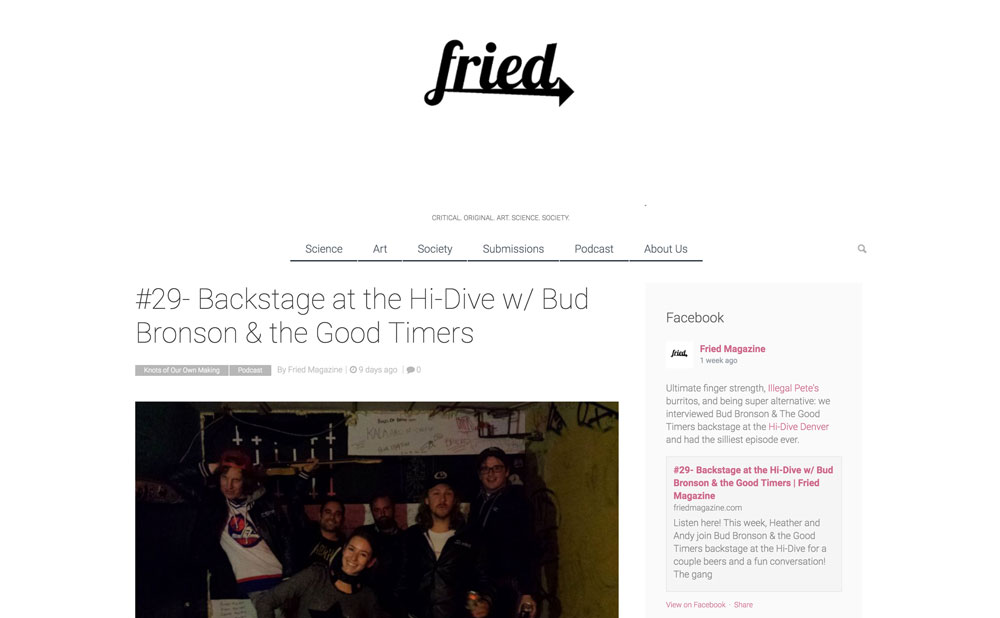 fried
CRITICAL. ORIGINAL. ART. SCIENCE. SOCIETY.
Science Art Society Submissions Podcast About Us
#29- Backstage at the Hi-Dive w/ Bud
Bronson & the Good Timers
Knots of Our Own Making Podcast By Fried Magazine | 9 days ago | 0
Facebook
fried
Fried Magazine
1 week ago
Ultimate finger strength, Illegal Pete's
burritos, and being super alternative: we
interviewed Bud Bronson & The Good
Timers backstage at the Hi-Dive Denver
and had the silliest episode ever.
#29- Backstage at the Hi-Dive w/ Bud
Bronson & the Good Timers | Fried
Magazine
friedmagazine.com
Listen here! This week, Heather and
Andy join Bud Bronson & the Good
Timers backstage at the Hi-Dive for a
couple beers and a fun conversation!
The gang
View on Facebook · Share